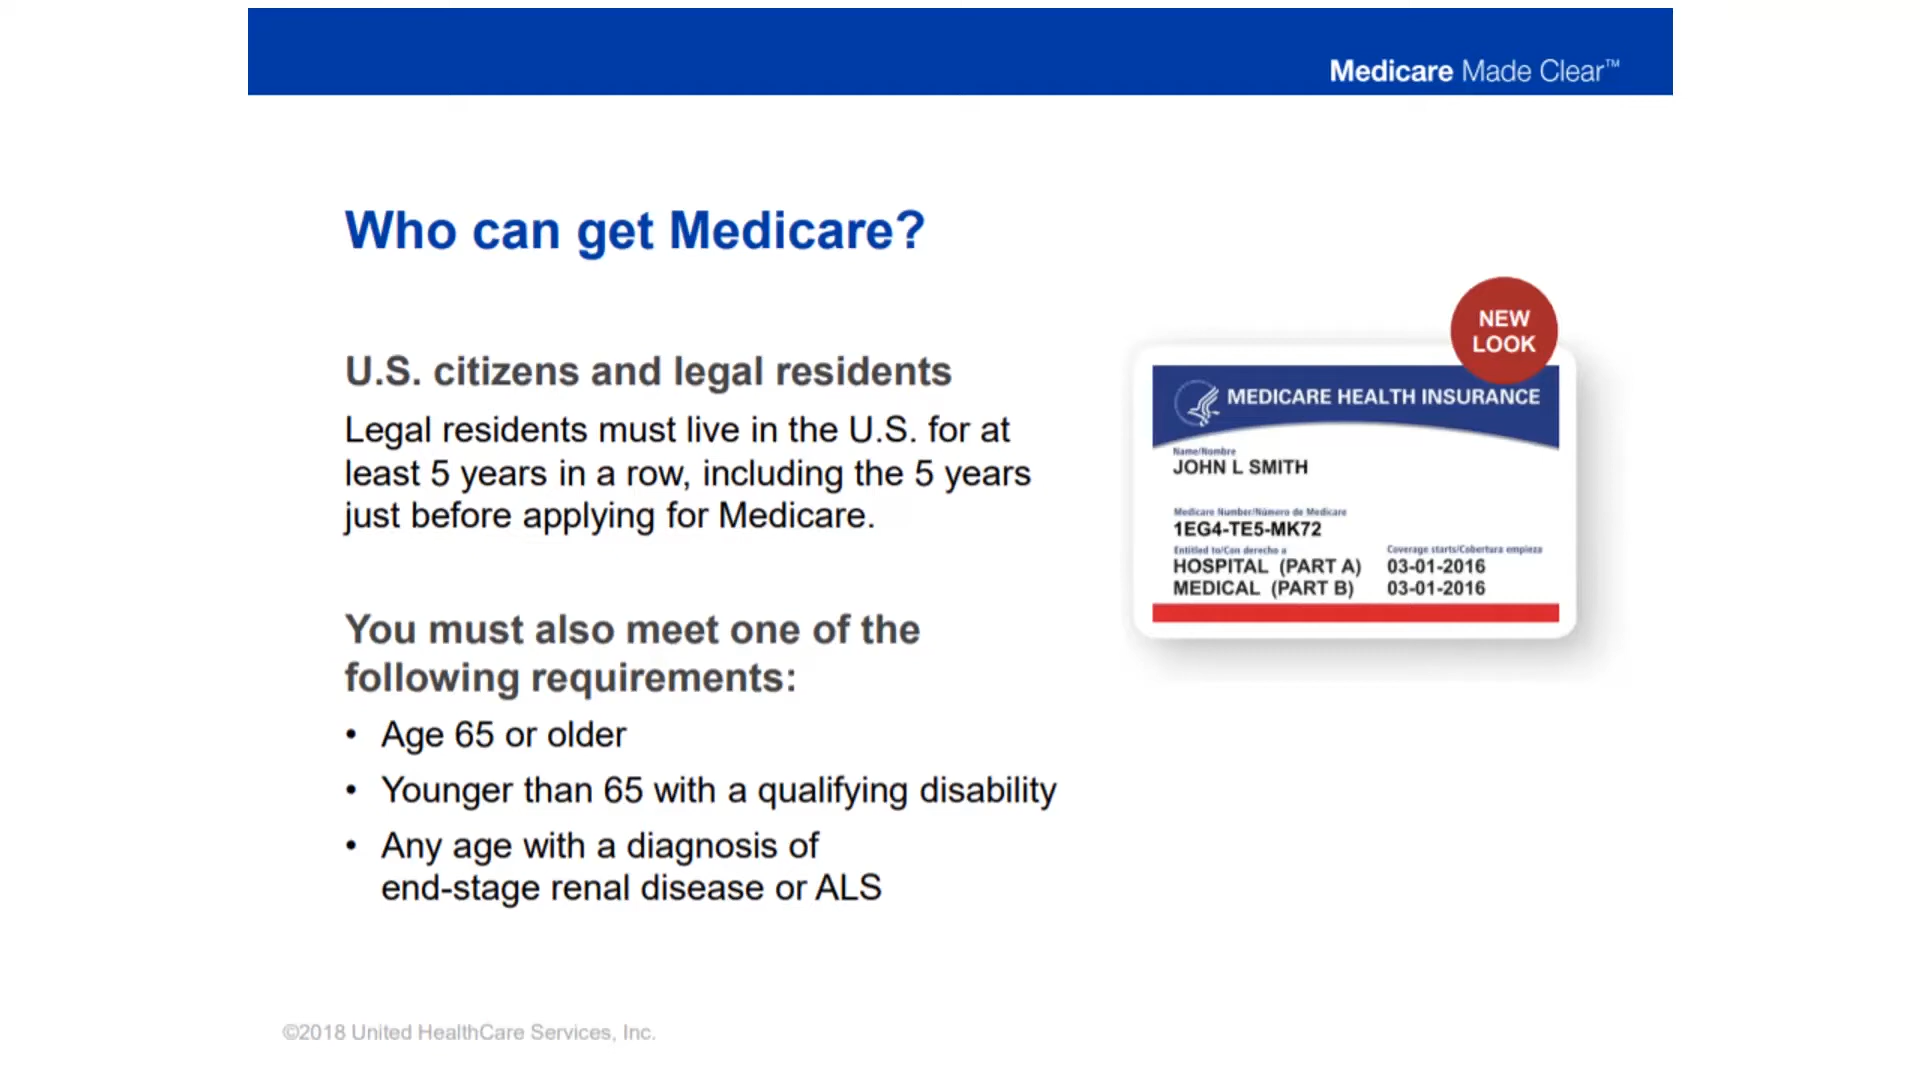 Medicare Made Clear™
Who can get Medicare?
U.S. citizens and legal residents
Legal residents must live in the U.S. for at
least 5 years in a row, including the 5 years
just before applying for Medicare.
You must also meet one of the
following requirements:
• Age 65 or older
• Younger than 65 with a qualifying disability
• Any age with a diagnosis of
end-stage renal disease or ALS
NEW
LOOK
MEDICARE HEALTH INSURANCE
Name/Nombre
JOHN L SMITH
Medicare Number/Número de Medicare
1EG4-TE5-MK72
Entitled to/Con derecho a Coverage starts/Cobertura empieza
HOSPITAL (PART A) 03-01-2016
MEDICAL (PART B) 03-01-2016
©2018 United HealthCare Services, Inc.